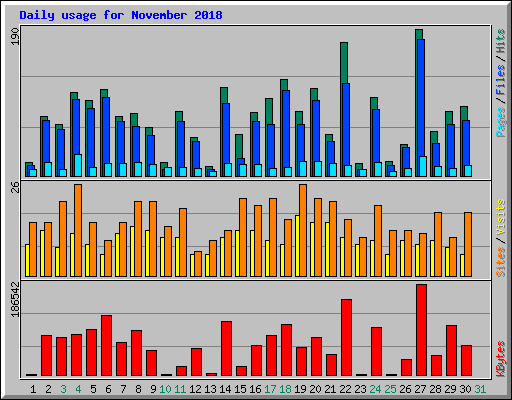 Daily usage for November 2018
190
Pages/Files/Hits
26
Sites/Visits
186542
KBytes
1 2 3 4 5 6 7 8 9 10 11 12 13 14 15 16 17 18 19 20 21 22 23 24 25 26 27 28 29 30 31